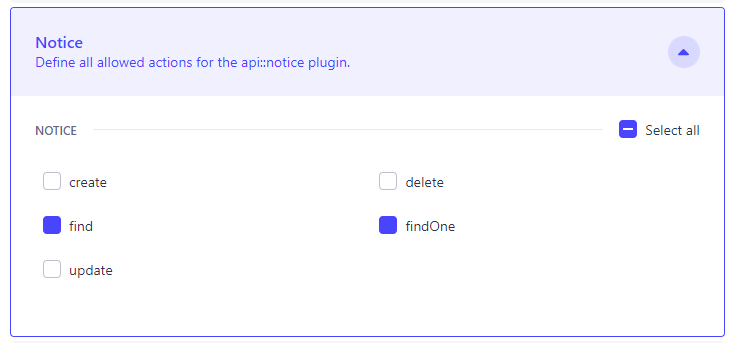 Notice
Define all allowed actions for the api::notice plugin.
NOTICE
Select all
create
delete
find
findOne
update